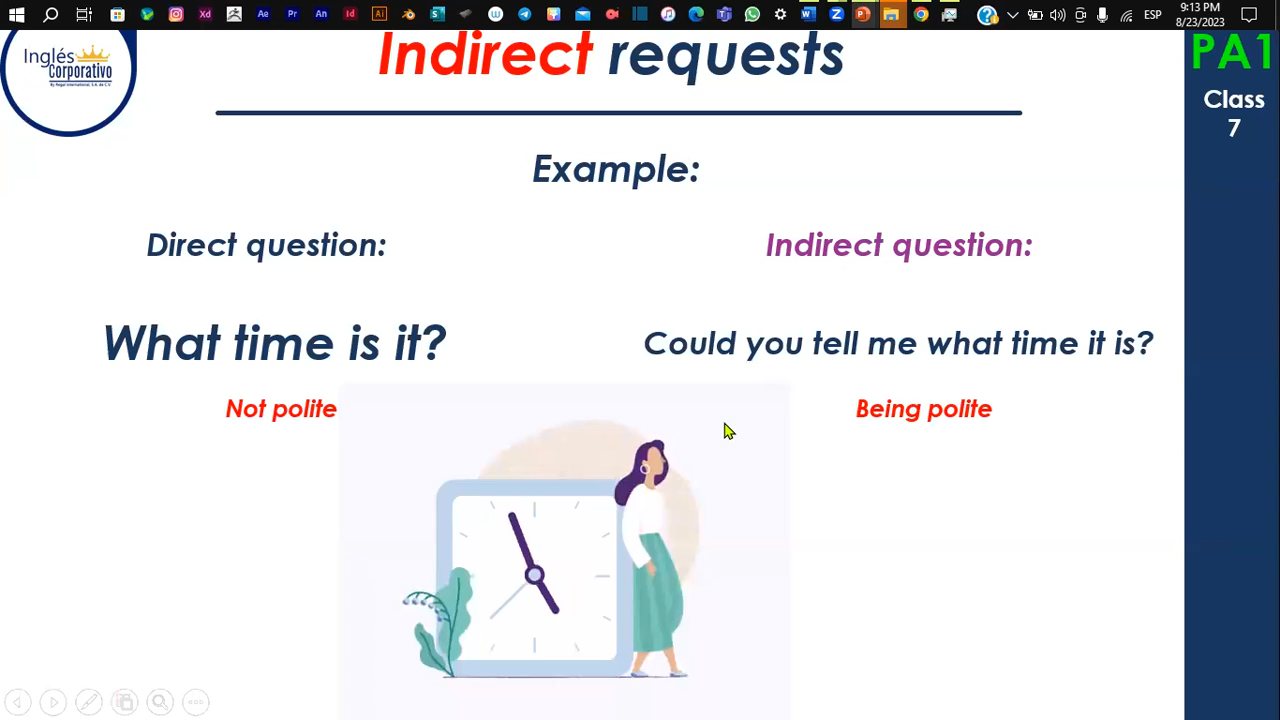 9:13 PM
ESP
8/23/2023
Inglés
Corporativo
Indirect requests
PA1
Class
7
Example:
Direct question:
Indirect question:
What time is it?
Could you tell me what time it is?
Not polite
Being polite